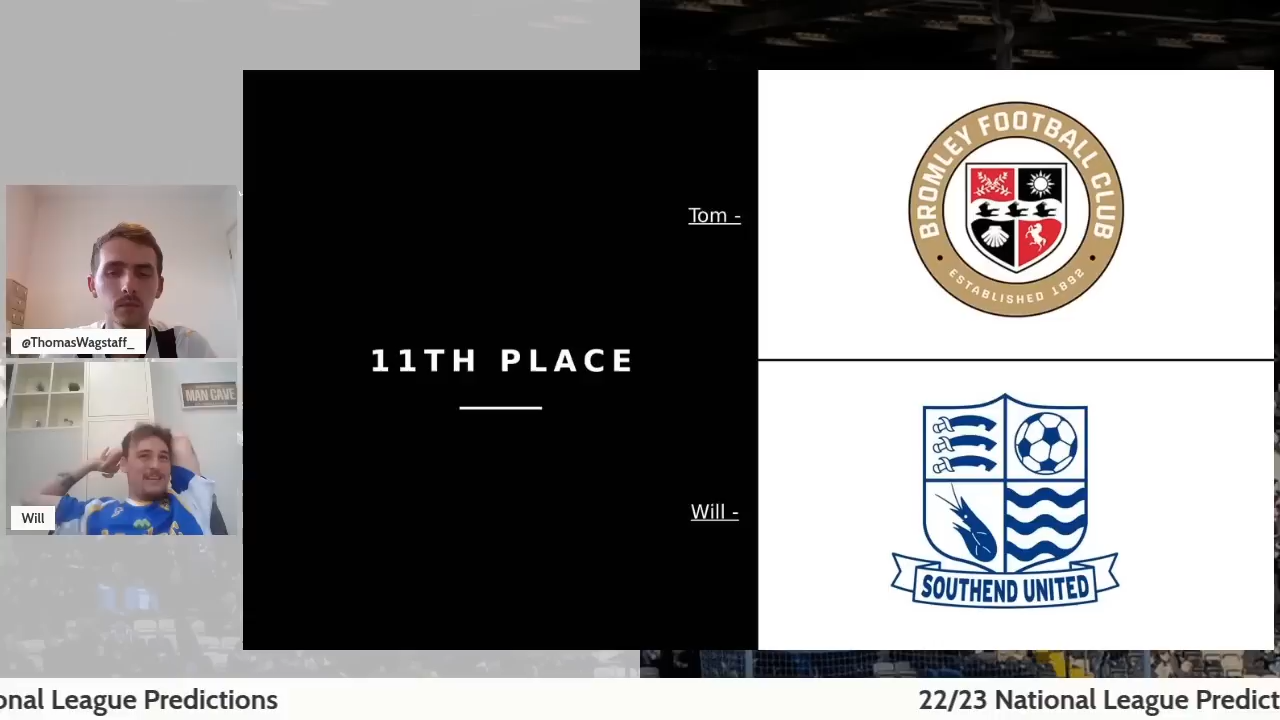 BROMLEY FOOTBALL CLUB
ESTABLISHED 1892
Tom -
@ThomasWagstaff_
11TH PLACE
MAN CAVE
Will
Will -
SOUTHEND UNITED
onal League Predictions
22/23 National League Predict